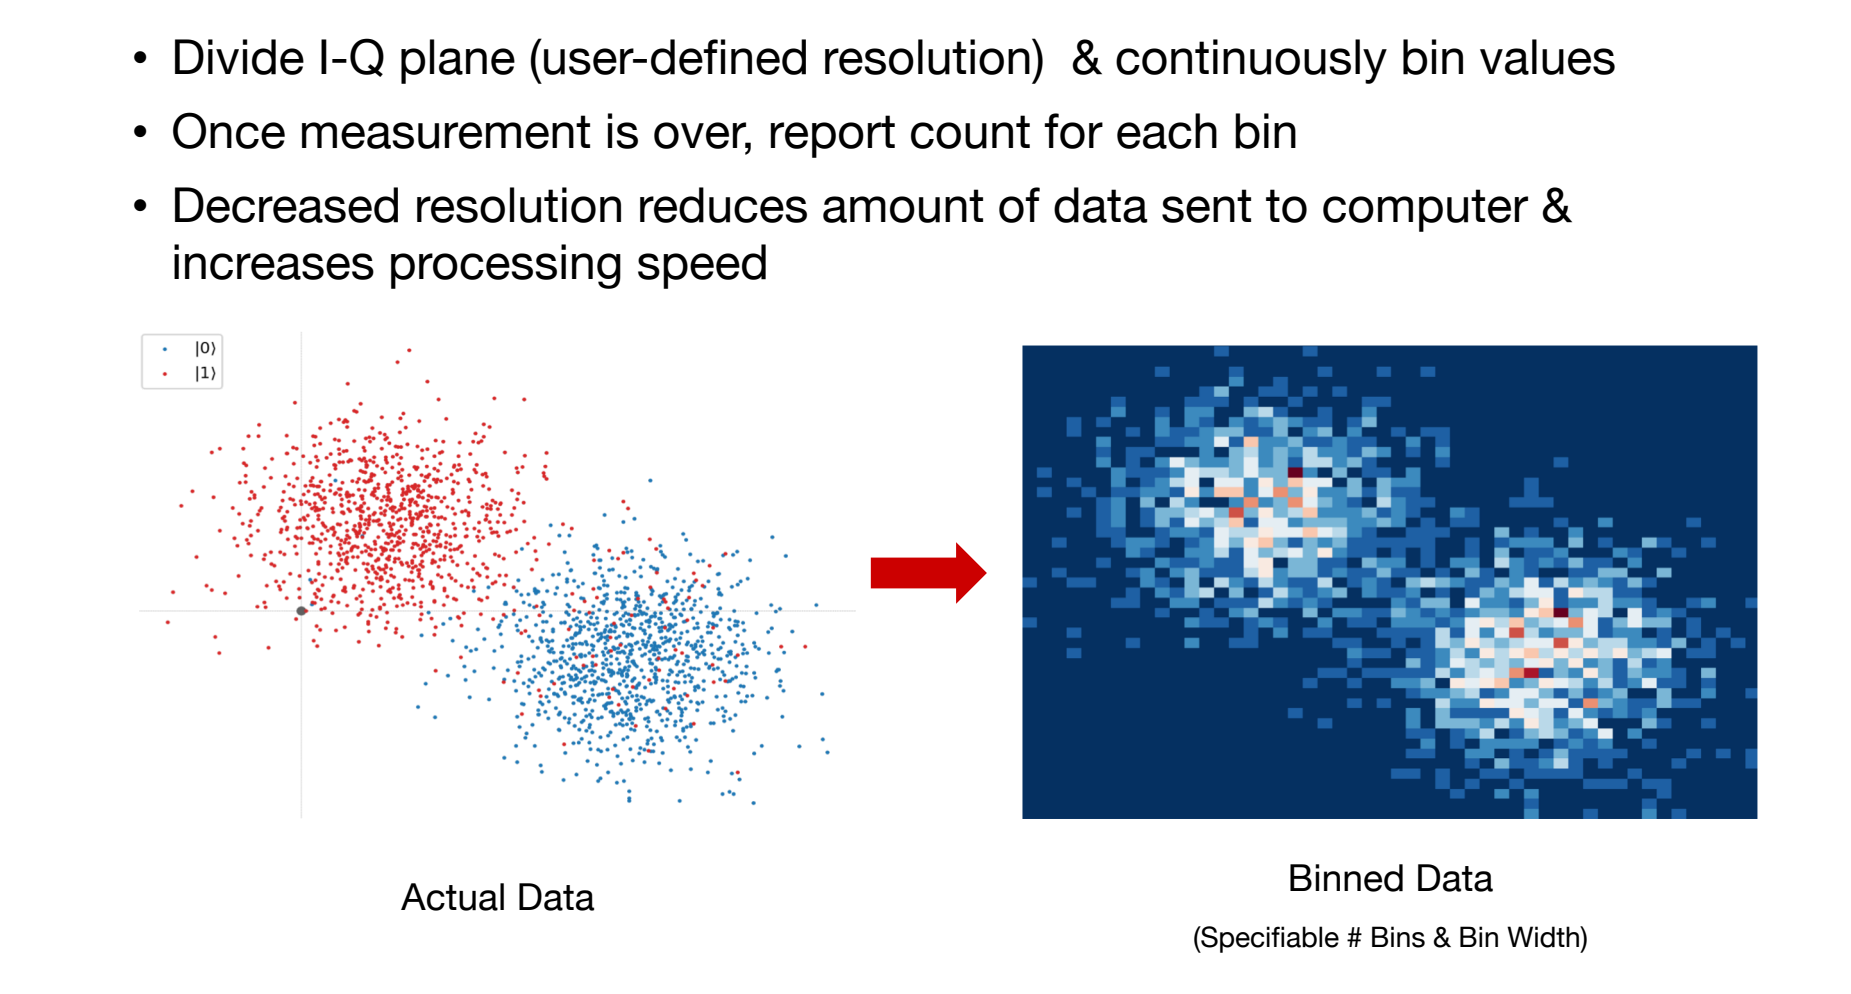 • Divide I-Q plane (user-defined resolution)  & continuously bin values
• Once measurement is over, report count for each bin
• Decreased resolution reduces amount of data sent to computer &
increases processing speed
|0⟩
|1⟩
Actual Data
Binned Data
(Specifiable # Bins & Bin Width)